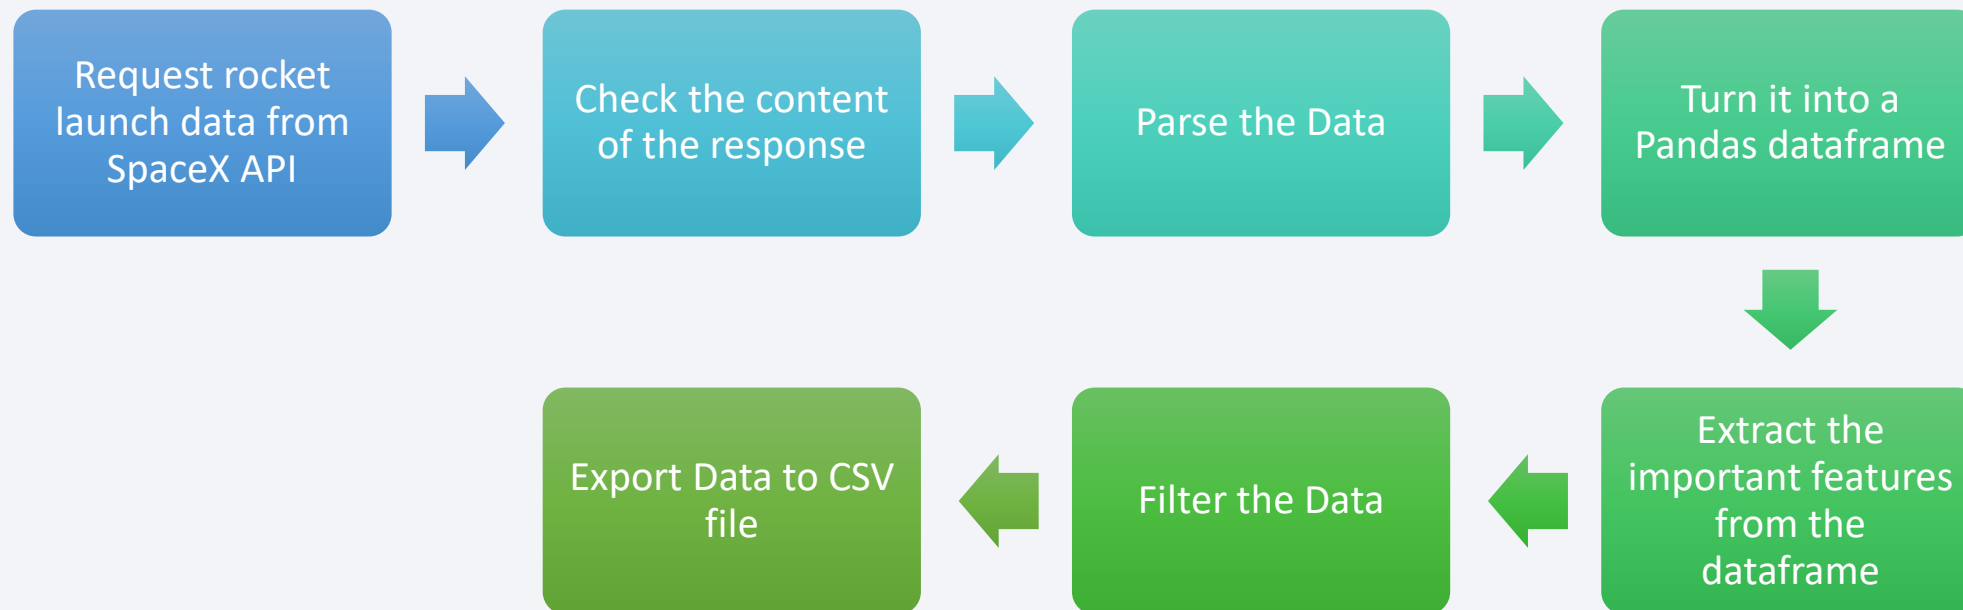 Request rocket
launch data from
SpaceX API
Check the content
of the response
Parse the Data
Turn it into a
Pandas dataframe
Extract the
important features
from the
dataframe
Filter the Data
Export Data to CSV
file